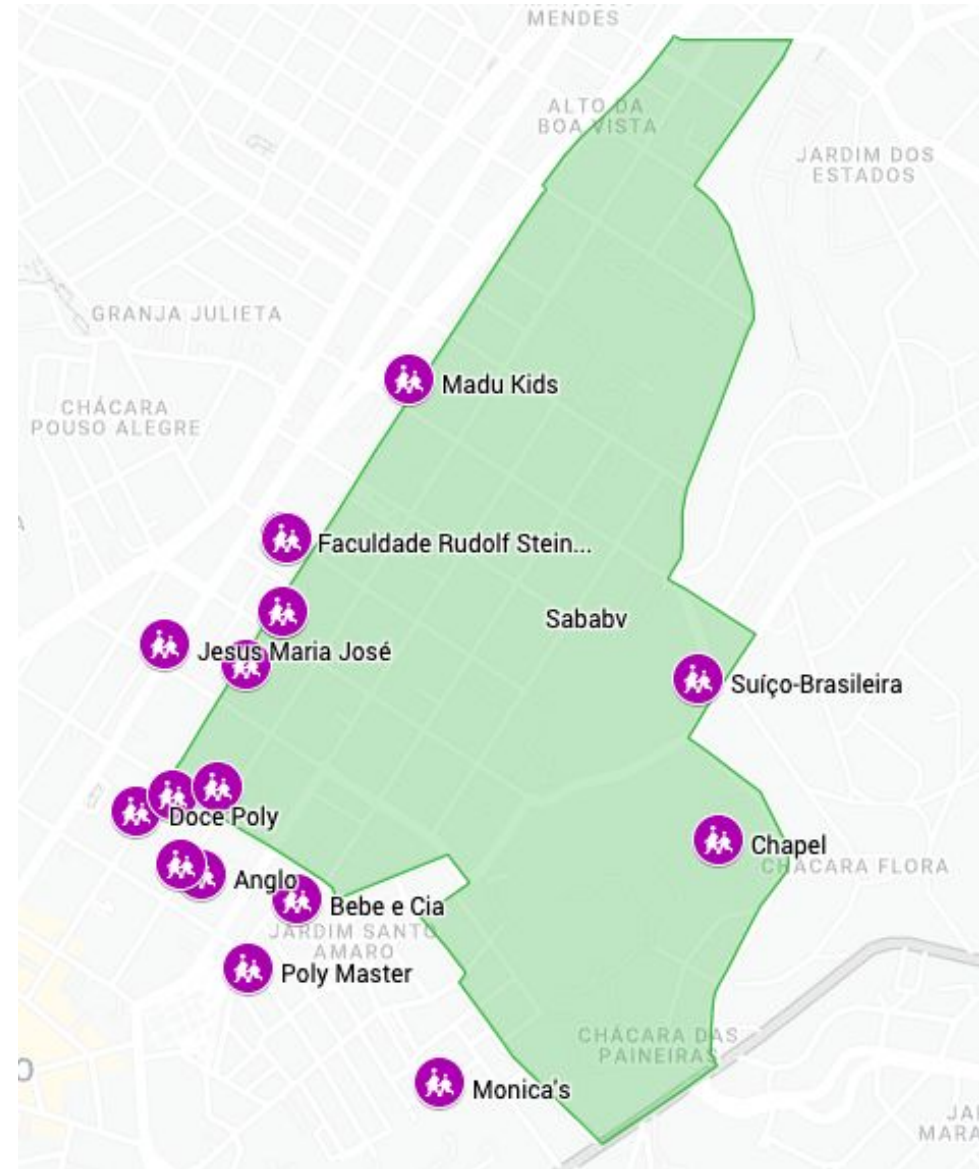 MENDES
ALTO DA
BOA VISTA
JARDIM DOS
ESTADOS
GRANJA JULIETA
CHÁCARA
POUSO ALEGRE
Madu Kids
Faculdade Rudolf Stein...
Sababv
Jesus Maria José
Suíço-Brasileira
Doce Poly
Chapel
CHÁCARA FLORA
Anglo
Bebe e Cia
JARDIM SANTO
AMARO
Poly Master
CHÁCARA DAS
PAINEIRAS
Monica's